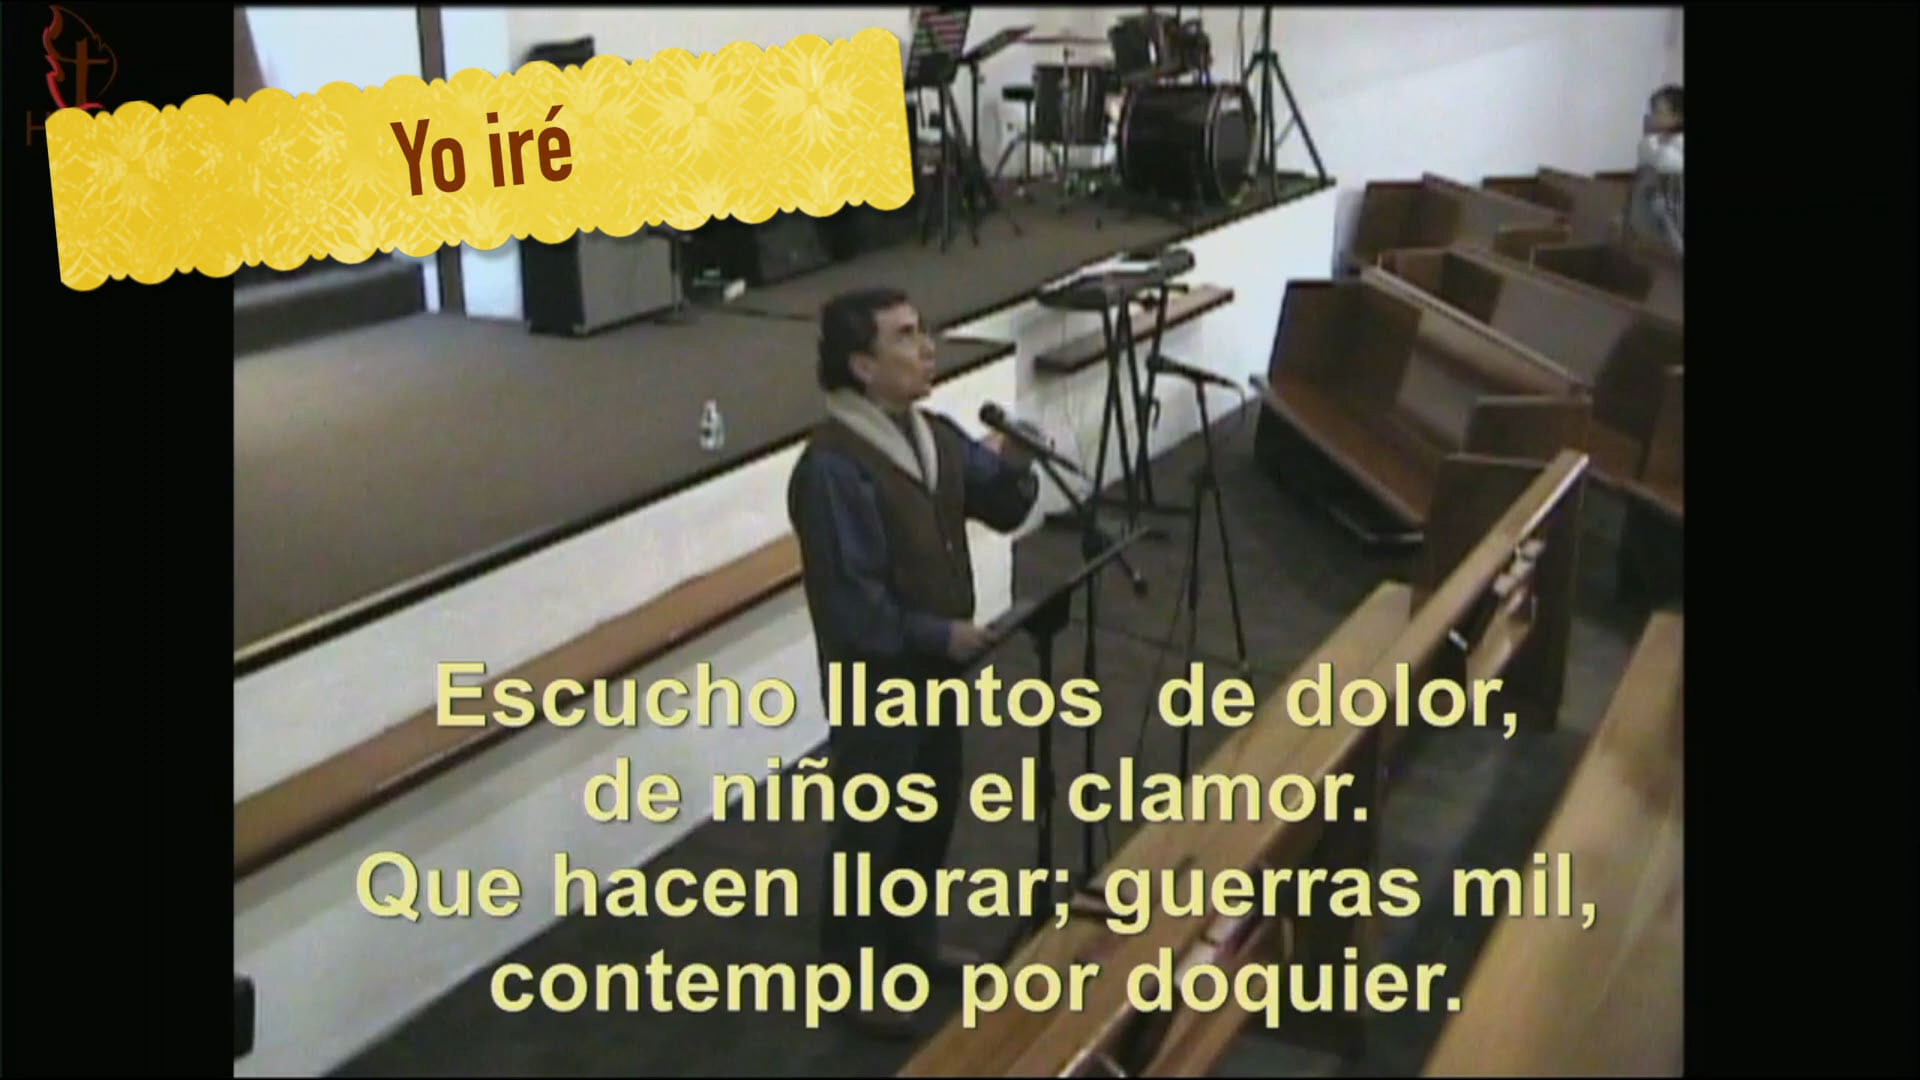 Yo iré
Escucho llantos de dolor,
de niños el clamor.
Que hacen llorar; guerras mil,
contemplo por doquier.